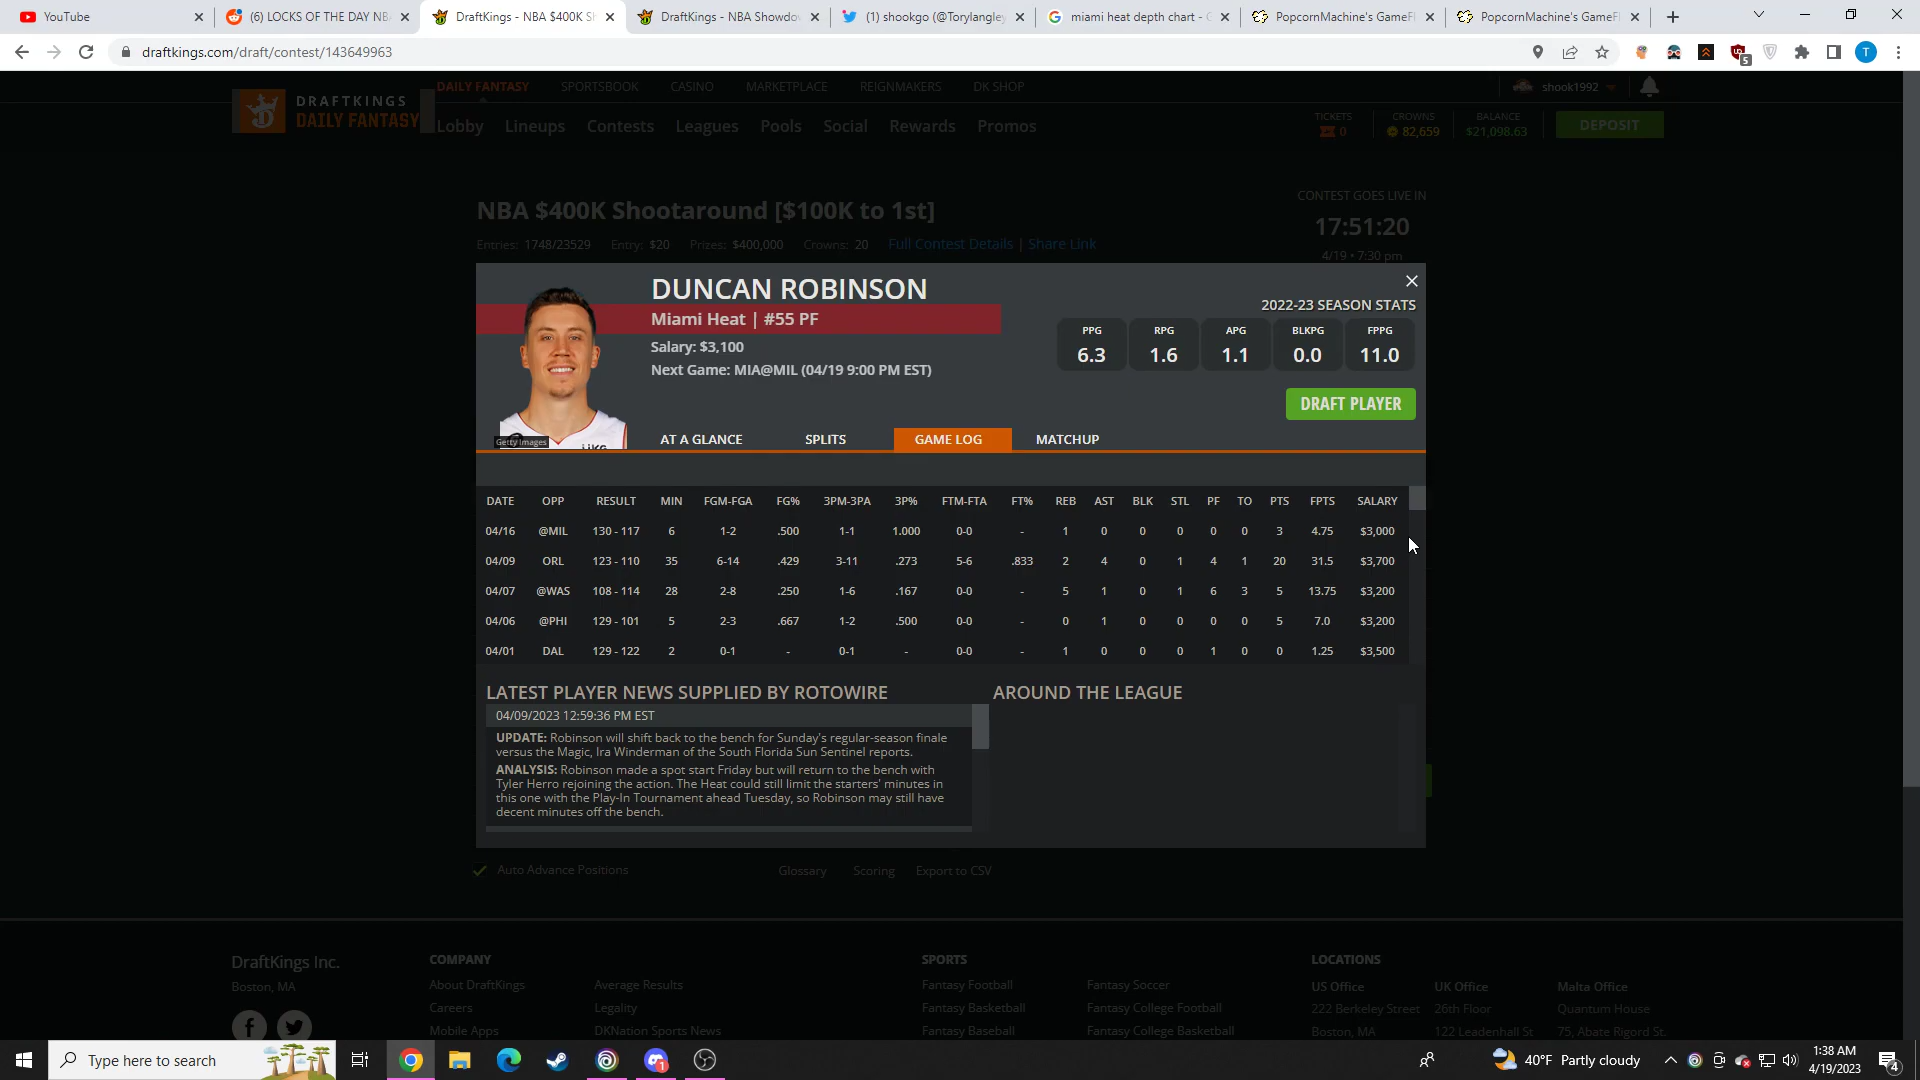 YouTube
(6) LOCKS OF THE DAY NBA
DraftKings - NBA $400K Sh
DraftKings - NBA Showdow
(1) shookgo (@Torylangley
miami heat depth chart - G
PopcornMachine's GameFl
PopcornMachine's GameFl
draftkings.com/draft/contest/143649963
5
T
DRAFTKINGS
DAILY FANTASY
DAILY FANTASY
SPORTSBOOK
CASINO
MARKETPLACE
REIGNMAKERS
DK SHOP
shook1992
Lobby
Lineups
Contests
Leagues
Pools
Social
Rewards
Promos
TICKETS
0
CROWNS
82,659
BALANCE
$21,098.63
DEPOSIT
NBA $400K Shootaround [$100K to 1st]
Entries: 1748/23529
Entry: $20
Prizes: $400,000
Crowns: 20
Full Contest Details | Share Link
CONTEST GOES LIVE IN
17:51:20
4/19 • 7:30 pm
DUNCAN ROBINSON
Miami Heat | #55 PF
Salary: $3,100
Next Game: MIA@MIL (04/19 9:00 PM EST)
Getty Images
2022-23 SEASON STATS
PPG RPG APG BLKPG FPPG
6.3 1.6 1.1 0.0 11.0
DRAFT PLAYER
AT A GLANCE
SPLITS
GAME LOG
MATCHUP
DATE OPP RESULT MIN FGM-FGA FG% 3PM-3PA 3P% FTM-FTA FT% REB AST BLK STL PF TO PTS FPTS SALARY
04/16 @MIL 130 - 117 6 1-2 .500 1-1 1.000 0-0 - 1 0 0 0 0 0 3 4.75 $3,000
04/09 ORL 123 - 110 35 6-14 .429 3-11 .273 5-6 .833 2 4 0 1 4 1 20 31.5 $3,700
04/07 @WAS 108 - 114 28 2-8 .250 1-6 .167 0-0 - 5 1 0 1 6 3 5 13.75 $3,200
04/06 @PHI 129 - 101 5 2-3 .667 1-2 .500 0-0 - 0 1 0 0 0 0 5 7.0 $3,200
04/01 DAL 129 - 122 2 0-1 - 0-1 - 0-0 - 1 0 0 0 1 0 0 1.25 $3,500
LATEST PLAYER NEWS SUPPLIED BY ROTOWIRE
04/09/2023 12:59:36 PM EST
UPDATE: Robinson will shift back to the bench for Sunday's regular-season finale
versus the Magic, Ira Winderman of the South Florida Sun Sentinel reports.
ANALYSIS: Robinson made a spot start Friday but will return to the bench with
Tyler Herro rejoining the action. The Heat could still limit the starters' minutes in
this one with the Play-In Tournament ahead Tuesday, so Robinson may still have
decent minutes off the bench.
AROUND THE LEAGUE
Auto Advance Positions
Glossary
Scoring
Export to CSV
DraftKings Inc.
Boston, MA
COMPANY
About DraftKings
Careers
Mobile Apps
Average Results
Legality
DKNation Sports News
SPORTS
Fantasy Football
Fantasy Basketball
Fantasy Baseball
Fantasy Soccer
Fantasy College Football
Fantasy College Basketball
LOCATIONS
US Office
222 Berkeley Street
Boston, MA
UK Office
26th Floor
122 Leadenhall St
Malta Office
Quantum House
75, Abate Rigord St.
Type here to search
1
40°F Partly cloudy
1:38 AM
4/19/2023
4